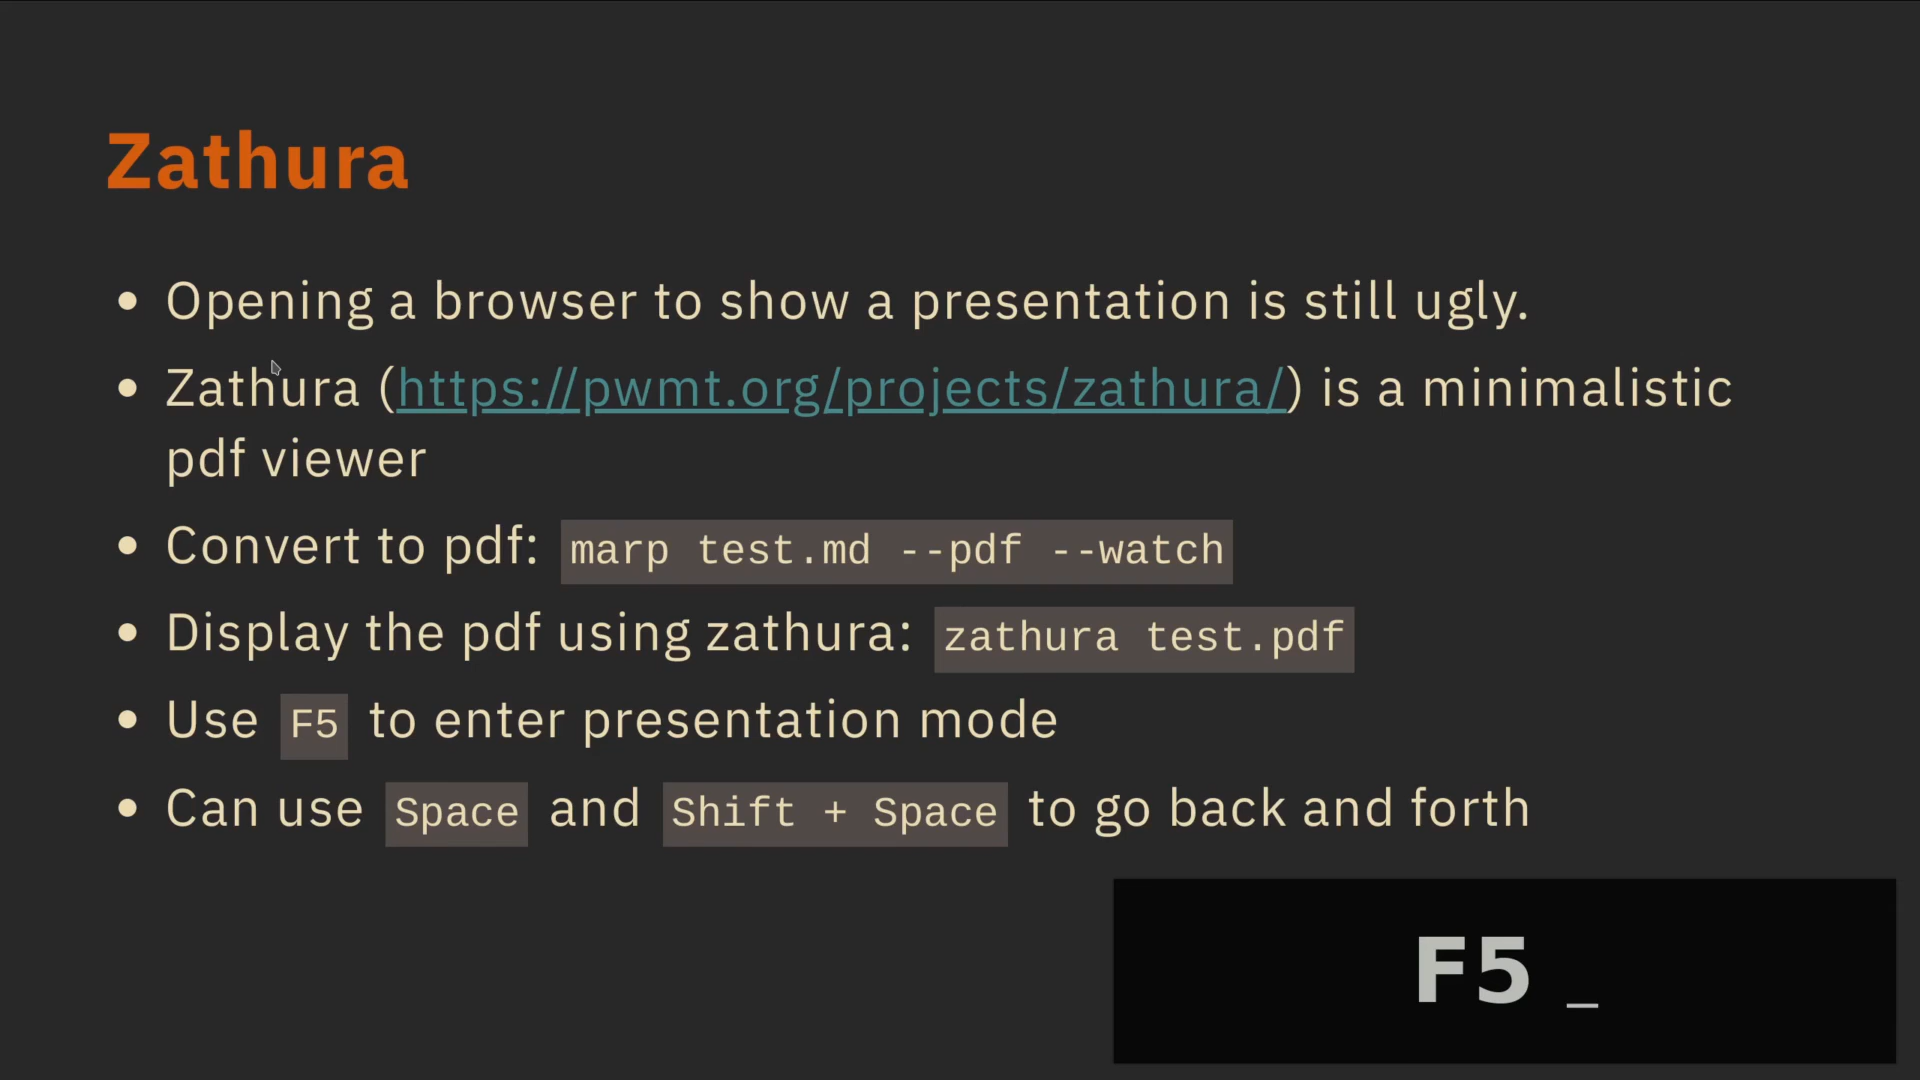 Zathura
• Opening a browser to show a presentation is still ugly.
• Zathura (https://pwmt.org/projects/zathura/) is a minimalistic
pdf viewer
• Convert to pdf: marp test.md --pdf --watch
• Display the pdf using zathura: zathura test.pdf
• Use F5 to enter presentation mode
• Can use Space and Shift + Space to go back and forth
F5 _